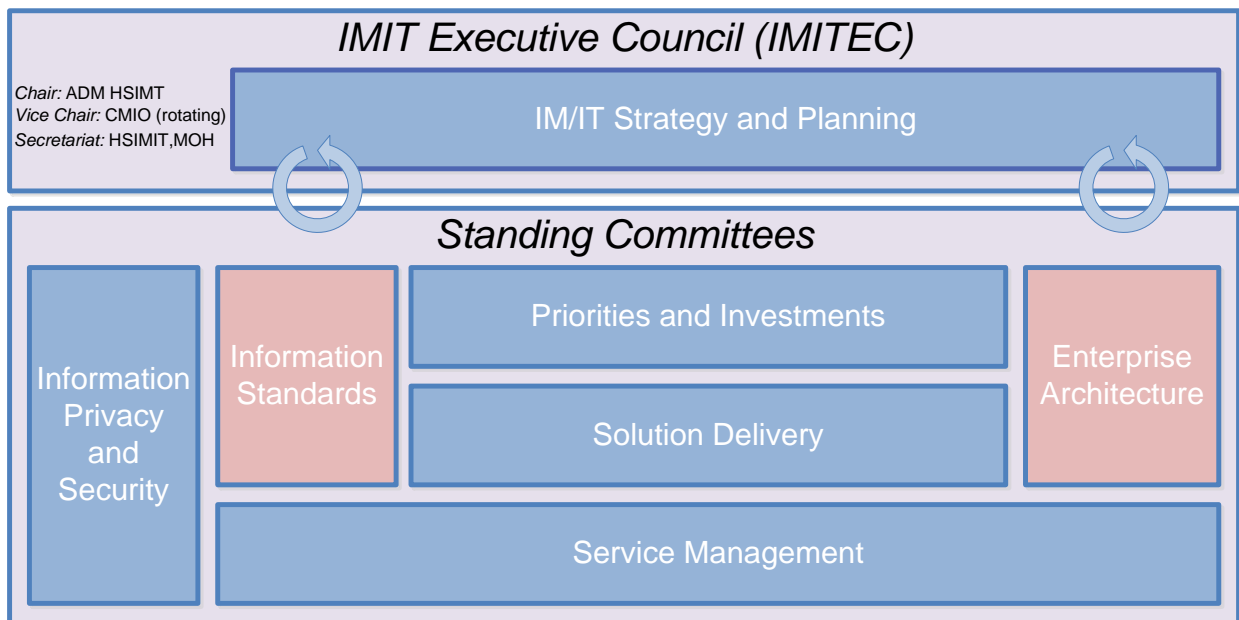 IMIT Executive Council (IMITEC)
Chair: ADM HSIMT
Vice Chair: CMIO (rotating)
Secretariat: HSIMIT,MOH
IM/IT Strategy and Planning
Standing Committees
Information
Privacy
and
Security
Information
Standards
Priorities and Investments
Solution Delivery
Enterprise
Architecture
Service Management